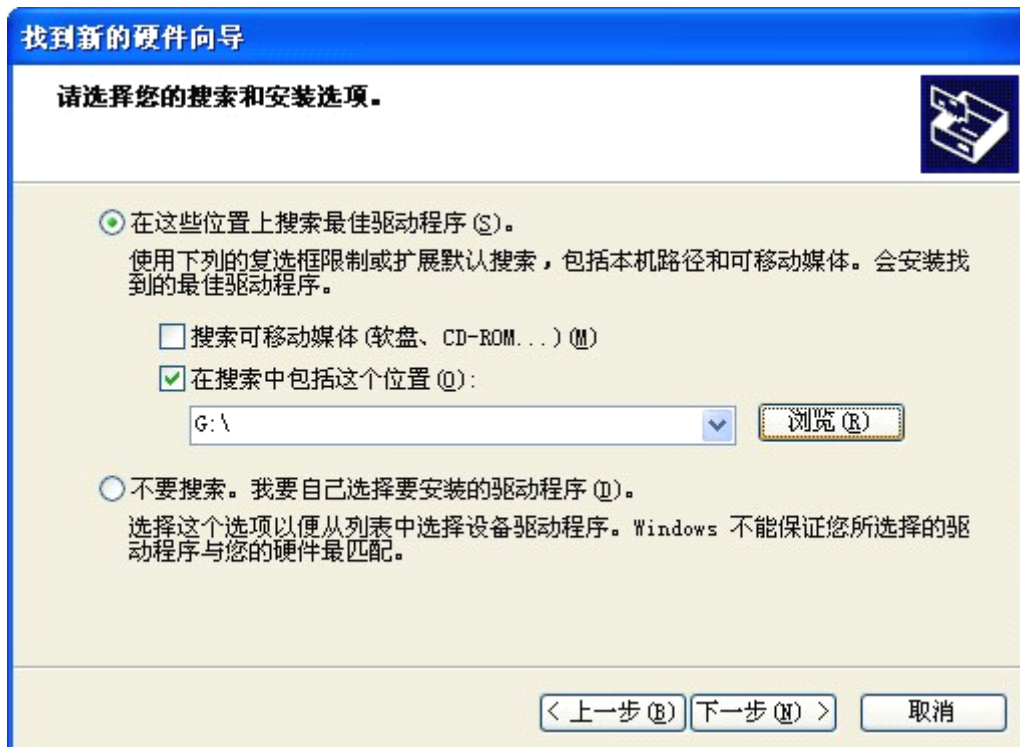 找到新的硬件向导
请选择您的搜索和安装选项。
在这些位置上搜索最佳驱动程序(S)。
使用下列的复选框限制或扩展默认搜索，包括本机路径和可移动媒体。会安装找
到的最佳驱动程序。
搜索可移动媒体(软盘、CD-ROM...)(M)
在搜索中包括这个位置(O):
G:\
浏览(R)
不要搜索。我要自己选择要安装的驱动程序(D)。
选择这个选项以便从列表中选择设备驱动程序。Windows 不能保证您所选择的驱
动程序与您的硬件最匹配。
< 上一步(B) 下一步(N) > 取消